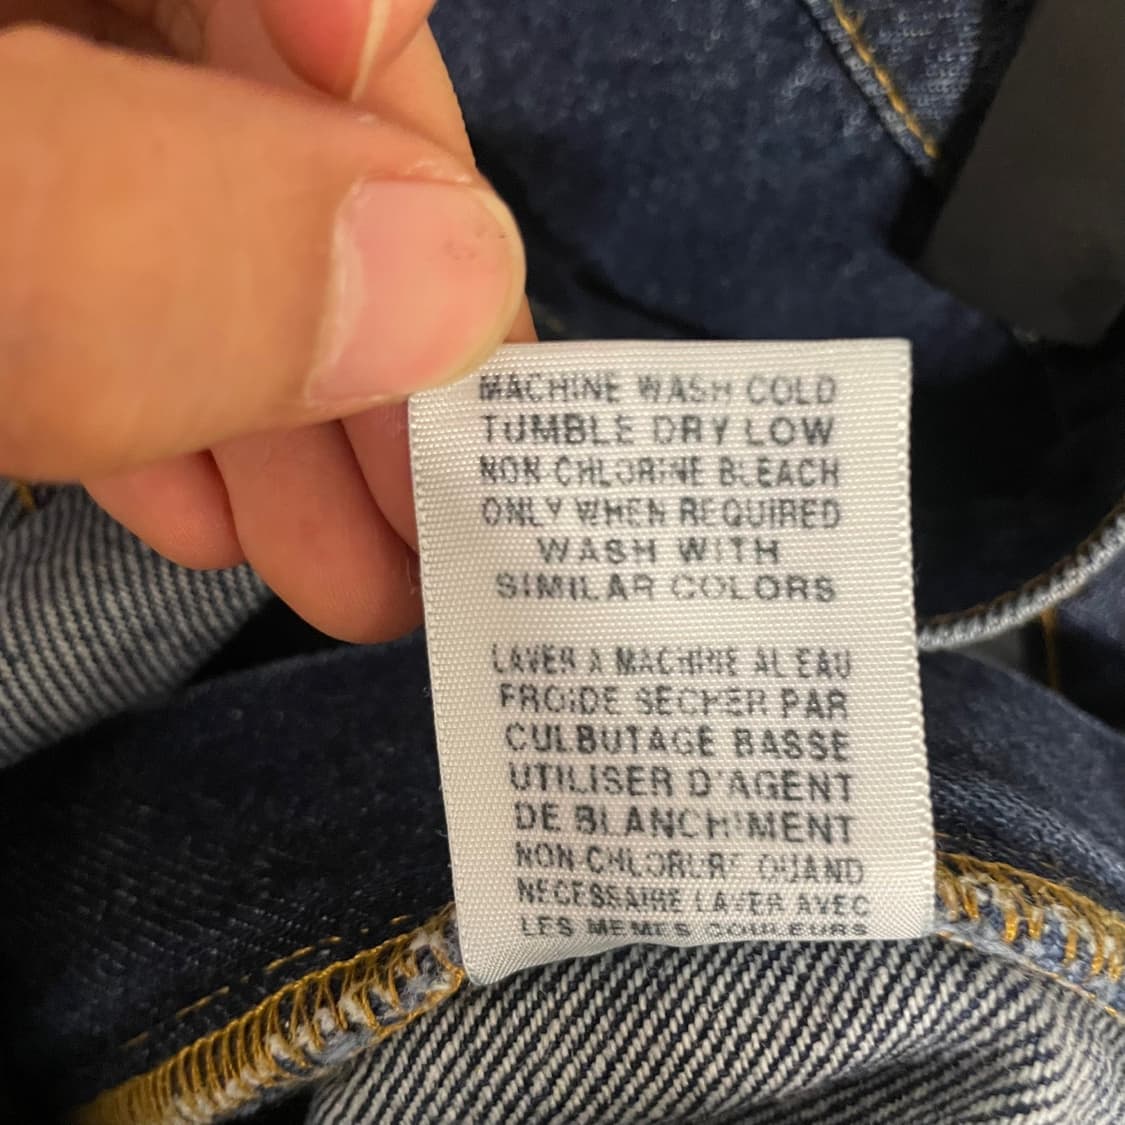 MACHINE WASH COLD
TUMBLE DRY LOW
NON CHLORINE BLEACH
ONLY WHEN REQUIRED
WASH WITH
SIMILAR COLORS
LAVER A MACHINE AL EAU
FROIDE SECHER PAR
CULBUTAGE BASSE
UTILISER D'AGENT
DE BLANCHIMENT
NON CHLORURE QUAND
NECESSAIRE LAVER AVEC
LES MEMES COULEURS